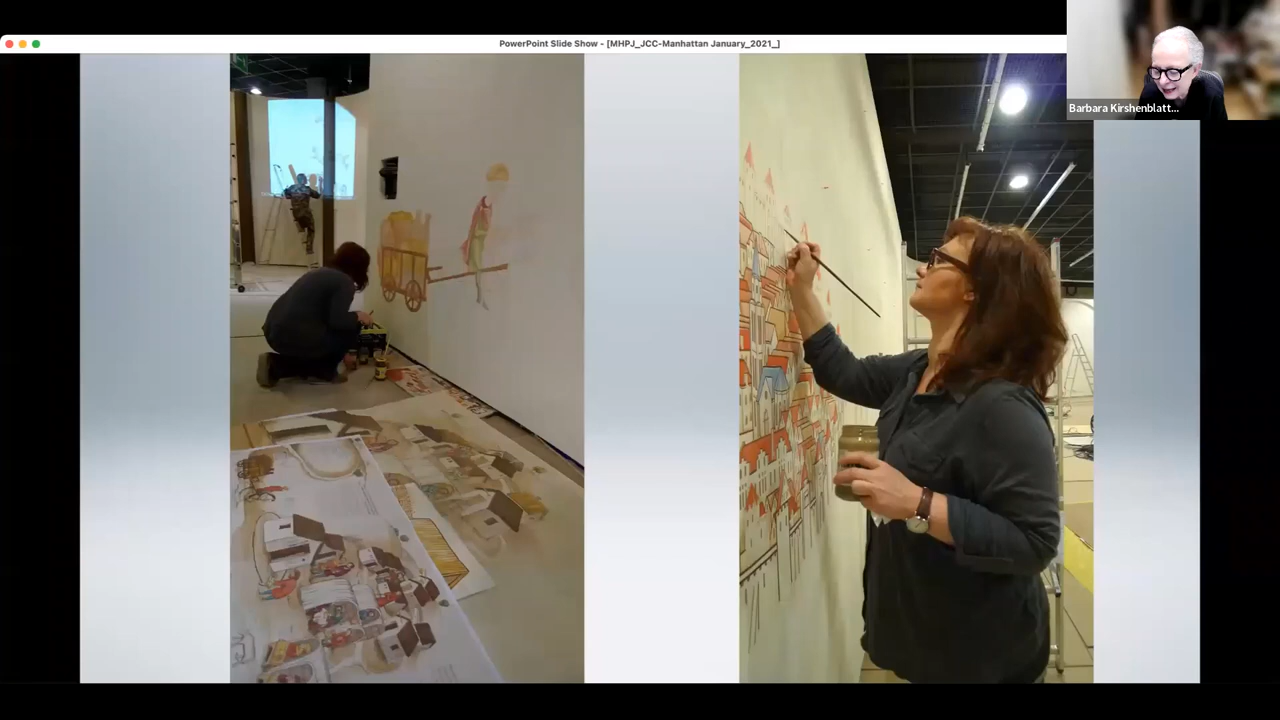 PowerPoint Slide Show - [MHPJ_JCC-Manhattan January_2021_]
Barbara Kirshenblatt...